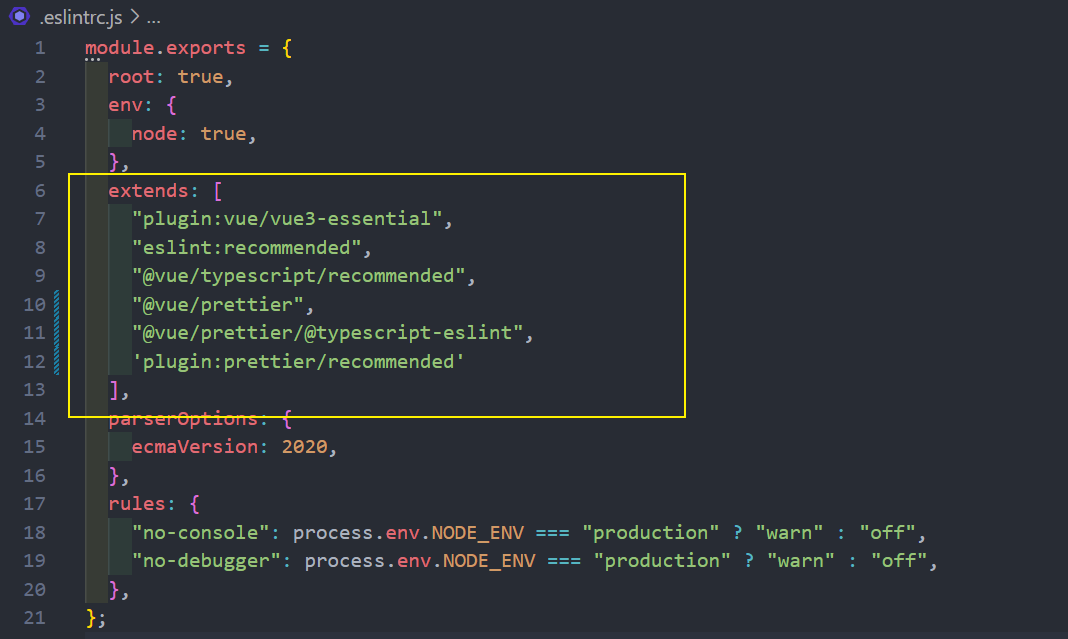 .eslintrc.js > ...
1 module.exports = {
2 root: true,
3 env: {
4 node: true,
5 },
6 extends: [
7 "plugin:vue/vue3-essential",
8 "eslint:recommended",
9 "@vue/typescript/recommended",
10 "@vue/prettier",
11 "@vue/prettier/@typescript-eslint",
12 'plugin:prettier/recommended'
13 ],
14 parserOptions: {
15 ecmaVersion: 2020,
16 },
17 rules: {
18 "no-console": process.env.NODE_ENV === "production" ? "warn" : "off",
19 "no-debugger": process.env.NODE_ENV === "production" ? "warn" : "off",
20 },
21 };